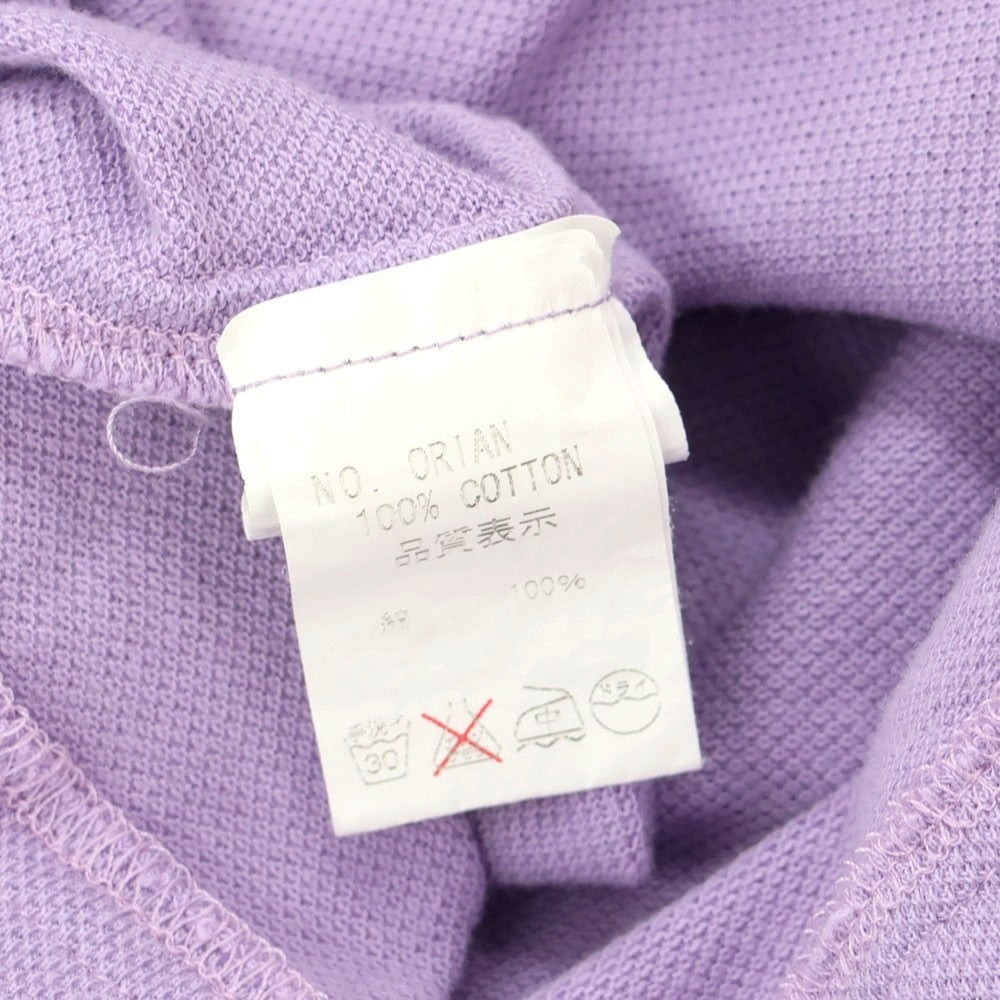 NO. ORIAN
100% COTTON
品質表示
綿 100%
手洗イ
30
中
ドライ